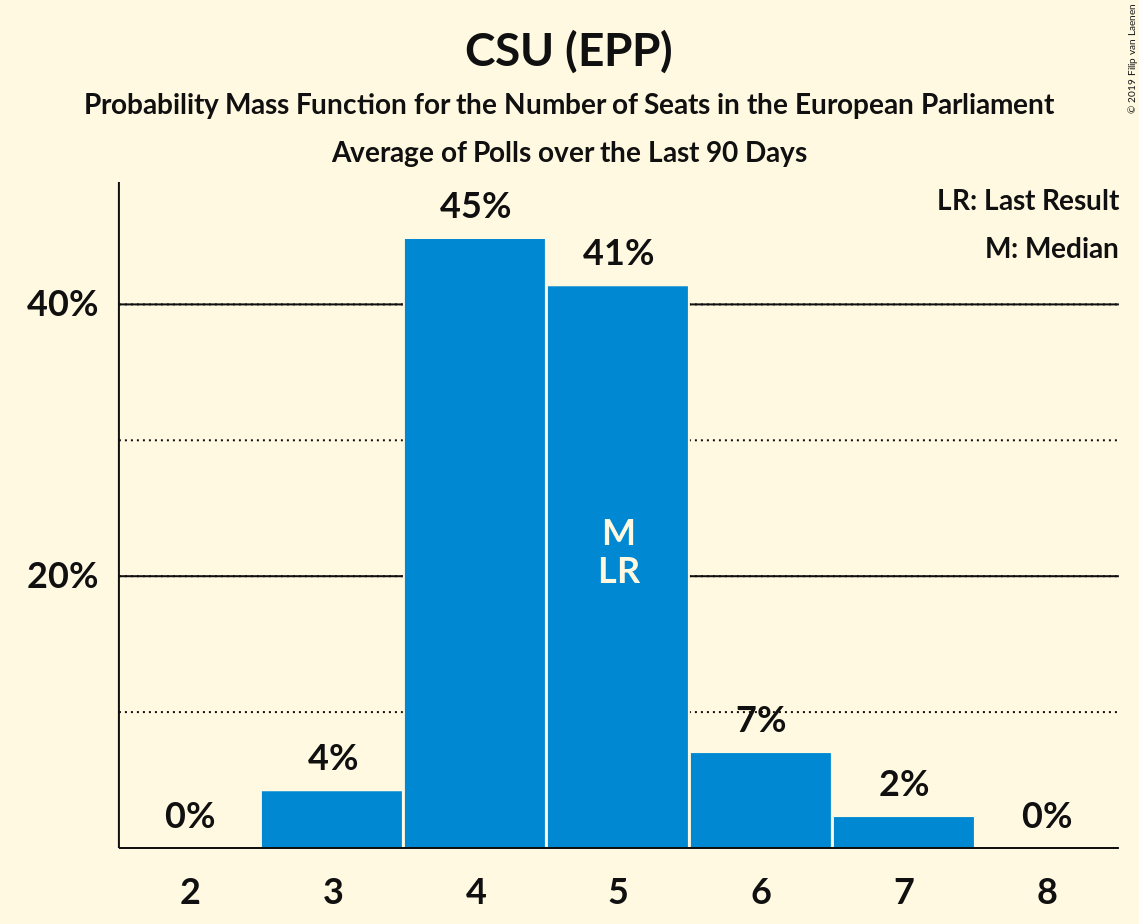 CSU (EPP)
Probability Mass Function for the Number of Seats in the European Parliament
Average of Polls over the Last 90 Days
© 2019 Filip van Laenen
LR: Last Result
M: Median
45%
41%
40%
M
LR
20%
7%
4%
2%
0%
0%
2 3 4 5 6 7 8